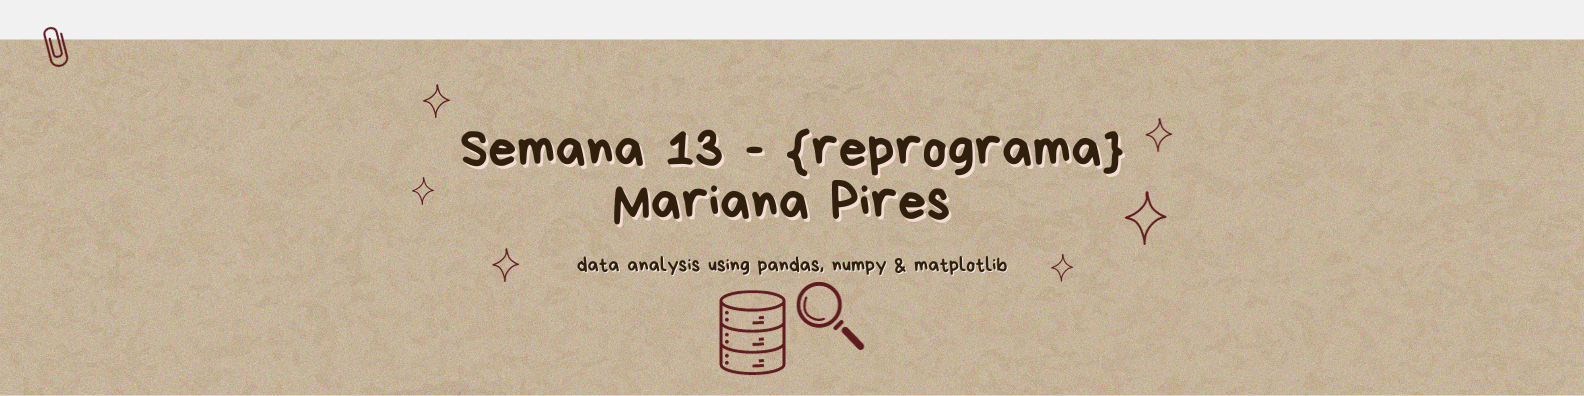 Semana 13 - {reprograma}
Mariana Pires
data analysis using pandas, numpy & matplotlib